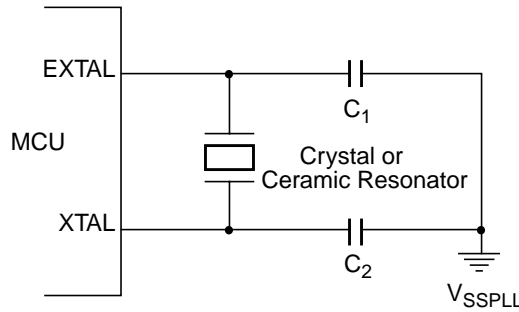 EXTAL
C1
MCU
Crystal or
Ceramic Resonator
XTAL
C2
VSSPLL